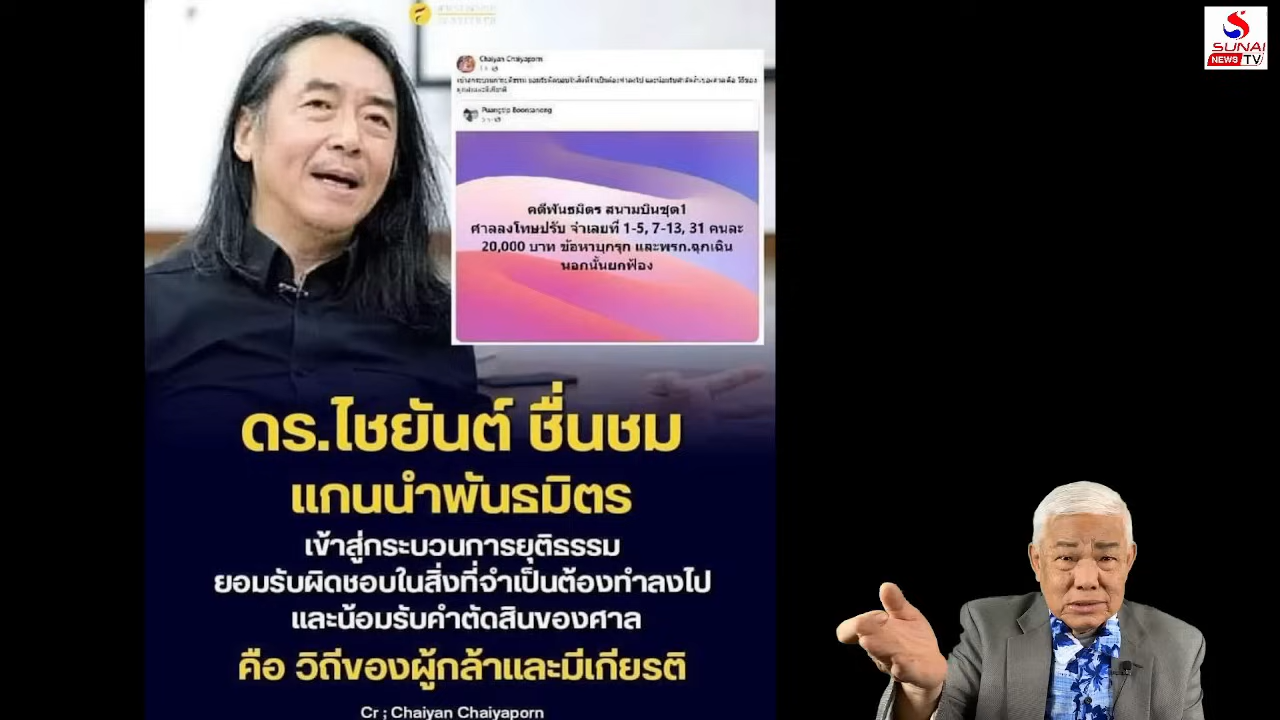 SUNAI
NEWS TV
Chaiyan Chaiyaporn
Puangtip Boonsanong
คดีพันธมิตร สนามบินชุด1
ศาลลงโทษปรับ จำเลยที่ 1-5, 7-13, 31 คนละ
20,000 บาท ข้อหาบุกรุก และพรก.ฉุกเฉิน
นอกนั้นยกฟ้อง
ดร.ไชยันต์ ชื่นชม
แกนนำพันธมิตร
เข้าสู่กระบวนการยุติธรรม
ยอมรับผิดชอบในสิ่งที่จำเป็นต้องทำลงไป
และน้อมรับคำตัดสินของศาล
คือ วิถีของผู้กล้าและมีเกียรติ
Cr ; Chaiyan Chaiyaporn